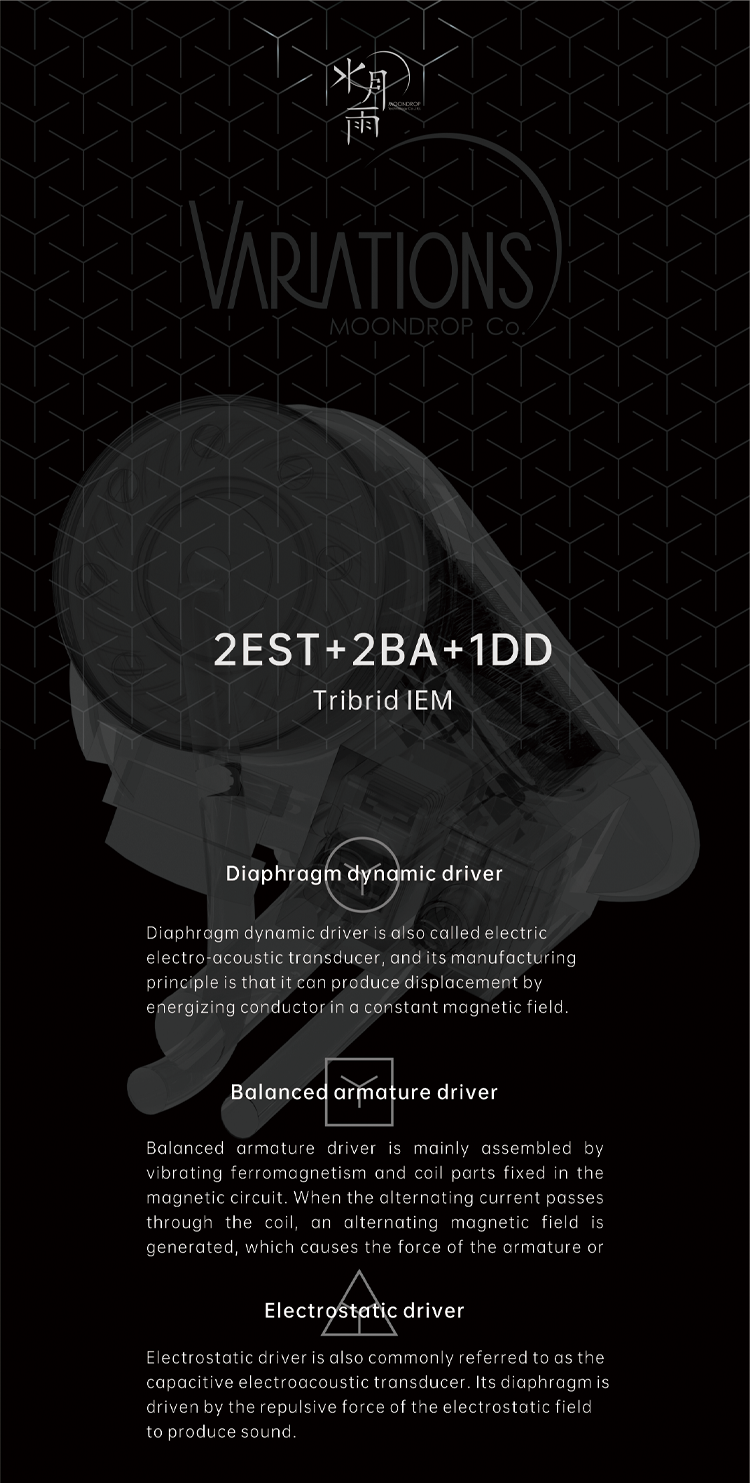 水月雨
MOONDROP
VARIATIONS
MOONDROP Co.
2EST+2BA+1DD
Tribrid IEM
Diaphragm dynamic driver
Diaphragm dynamic driver is also called electric
electro-acoustic transducer, and its manufacturing
principle is that it can produce displacement by
energizing conductor in a constant magnetic field.
Balanced armature driver
Balanced armature driver is mainly assembled by
vibrating ferromagnetism and coil parts fixed in the
magnetic circuit. When the alternating current passes
through the coil, an alternating magnetic field is
generated, which causes the force of the armature or
Electrostatic driver
Electrostatic driver is also commonly referred to as the
capacitive electroacoustic transducer. Its diaphragm is
driven by the repulsive force of the electrostatic field
to produce sound.